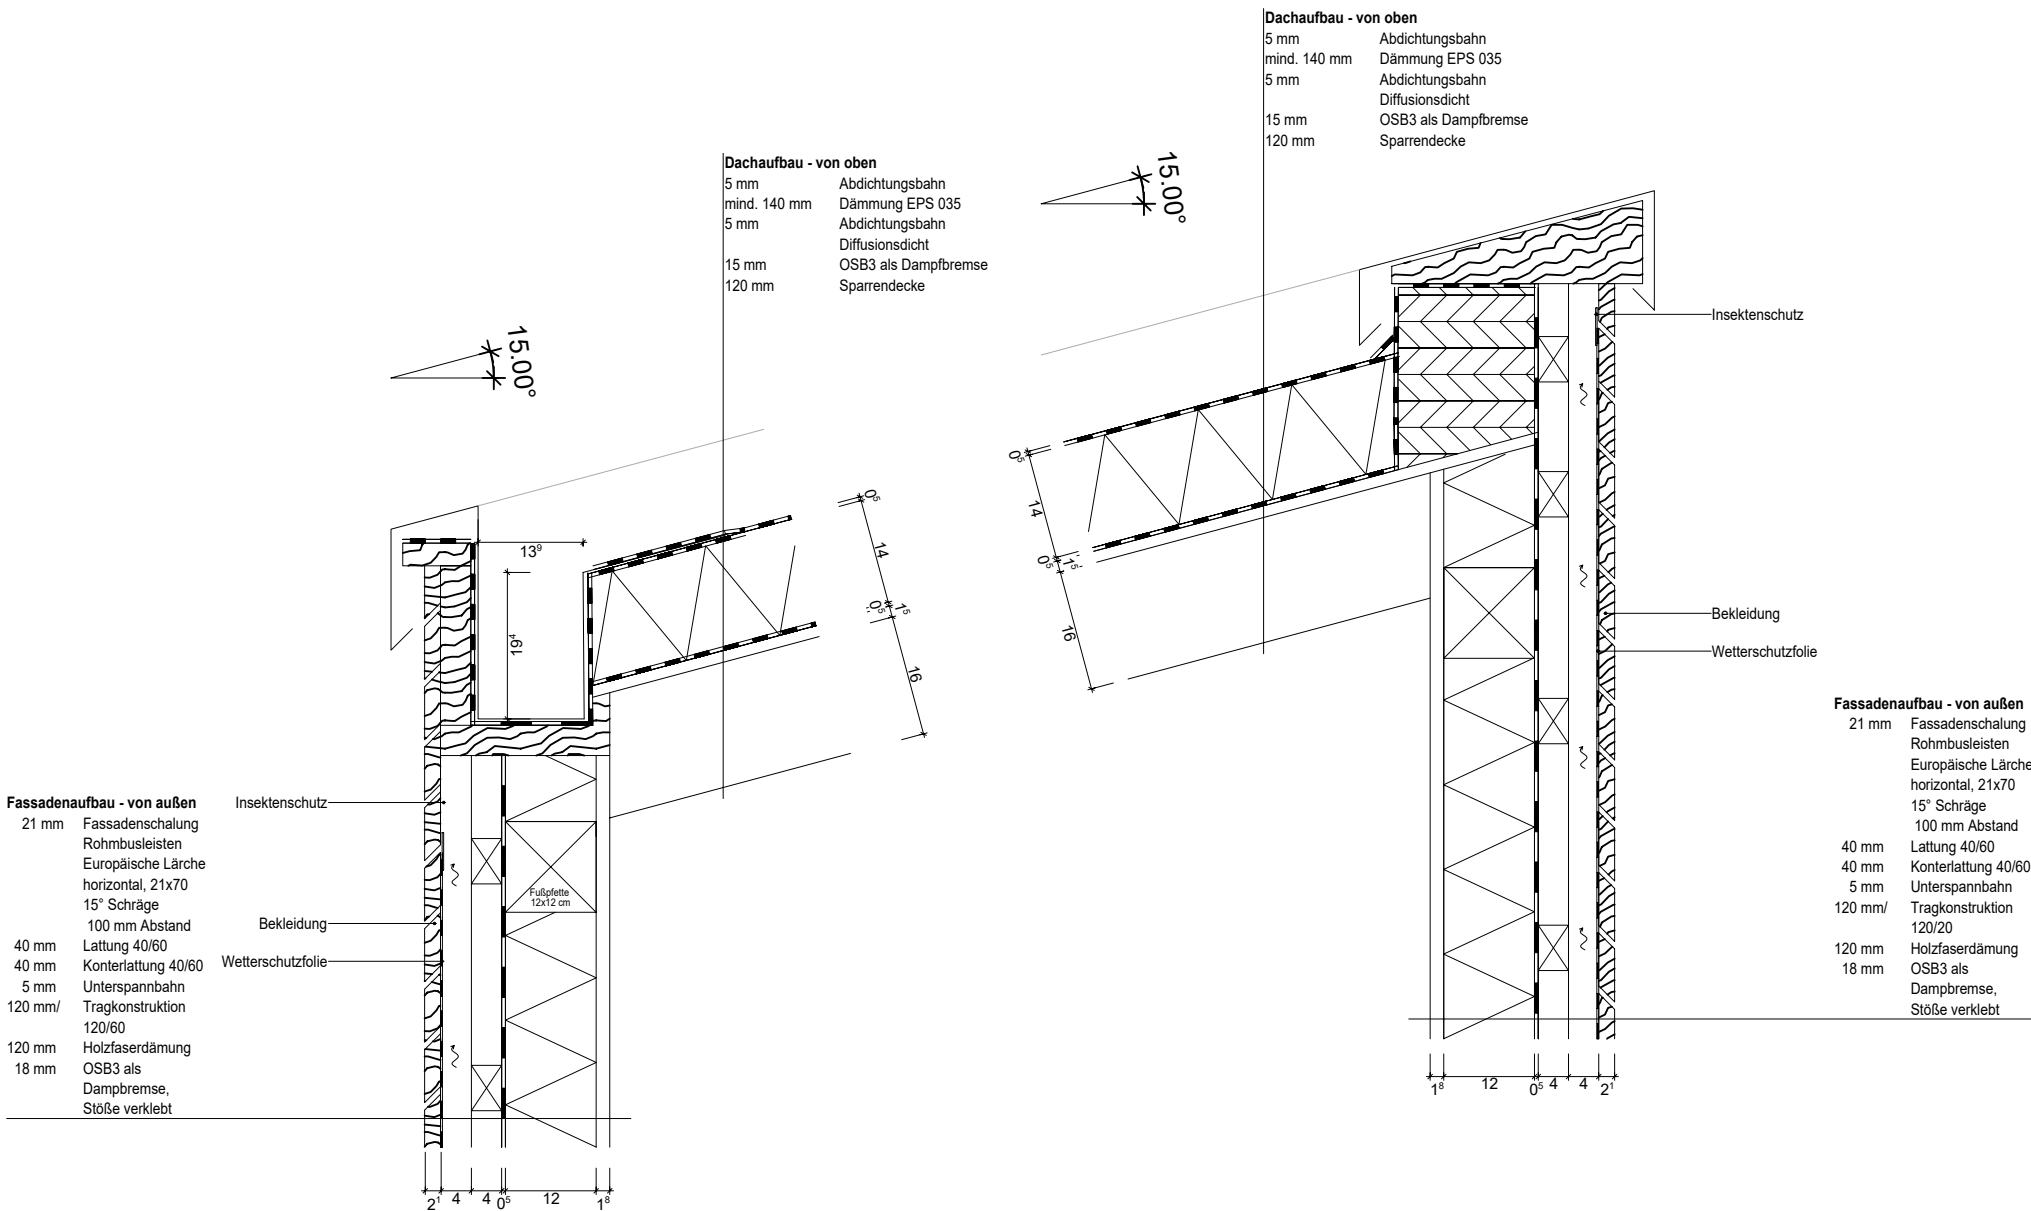 Dachaufbau - von oben
5 mm Abdichtungsbahn
mind. 140 mm Dämmung EPS 035
5 mm Abdichtungsbahn
Diffusionsdicht
15 mm OSB3 als Dampfbremse
120 mm Sparrendecke
15.00°
Dachaufbau - von oben
5 mm Abdichtungsbahn
mind. 140 mm Dämmung EPS 035
5 mm Abdichtungsbahn
Diffusionsdicht
15 mm OSB3 als Dampfbremse
120 mm Sparrendecke
15.00°
13⁹
19⁴
0⁵
14
0⁵
1⁵
16
Fassadenaufbau - von außen
21 mm Fassadenschalung
Rohmbusleisten
Europäische Lärche
horizontal, 21x70
15° Schräge
100 mm Abstand
40 mm Lattung 40/60
40 mm Konterlattung 40/60
5 mm Unterspannbahn
120 mm/ Tragkonstruktion
120/60
120 mm Holzfaserdämung
18 mm OSB3 als
Dampbremse,
Stöße verklebt
Insektenschutz
Bekleidung
Wetterschutzfolie
Fußpfette
12x12 cm
2¹ 4 4 0⁵ 12 1⁸
0⁵
14
0⁵
1⁵
16
Insektenschutz
Bekleidung
Wetterschutzfolie
Fassadenaufbau - von außen
21 mm Fassadenschalung
Rohmbusleisten
Europäische Lärche
horizontal, 21x70
15° Schräge
100 mm Abstand
40 mm Lattung 40/60
40 mm Konterlattung 40/60
5 mm Unterspannbahn
120 mm/ Tragkonstruktion
120/20
120 mm Holzfaserdämung
18 mm OSB3 als
Dampbremse,
Stöße verklebt
1⁸ 12 0⁵ 4 4 2¹